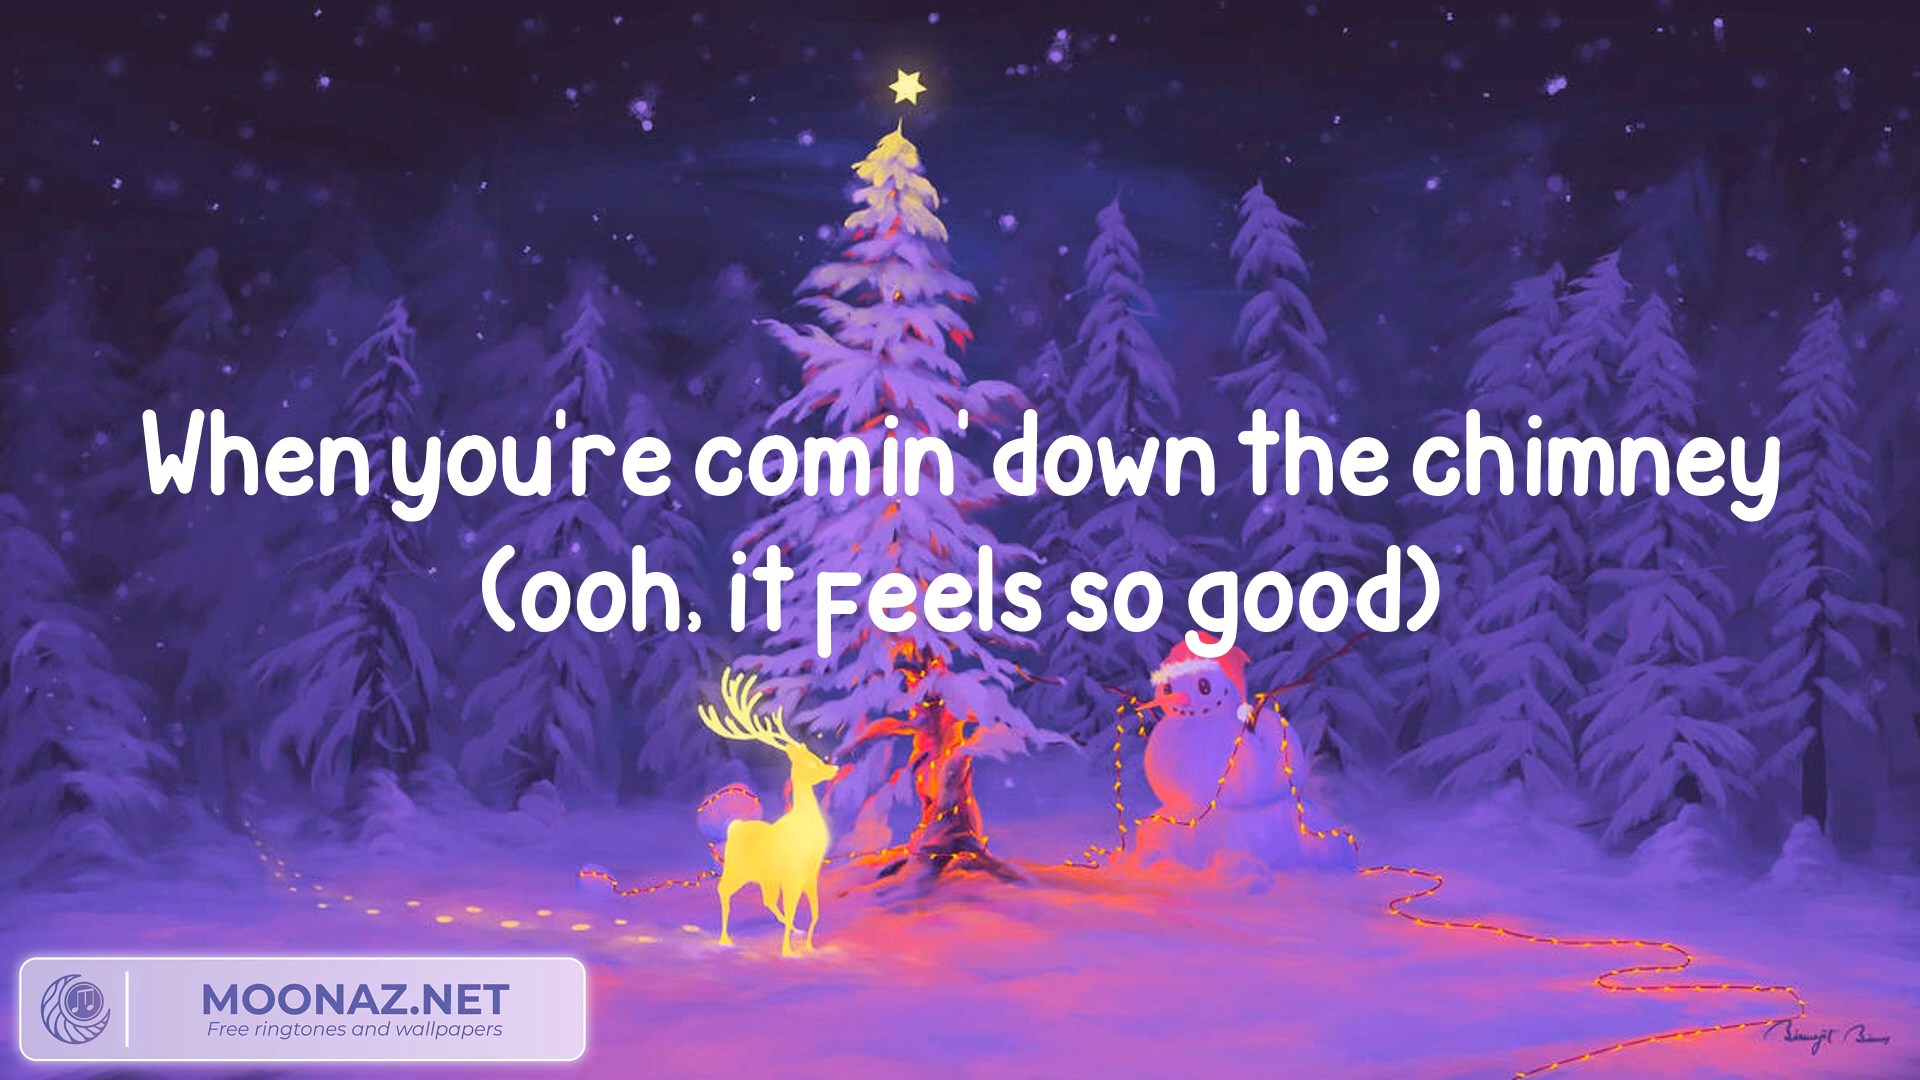 When you're comin' down the chimney
(ooh, it feels so good)
MOONAZ.NET
Free ringtones and wallpapers